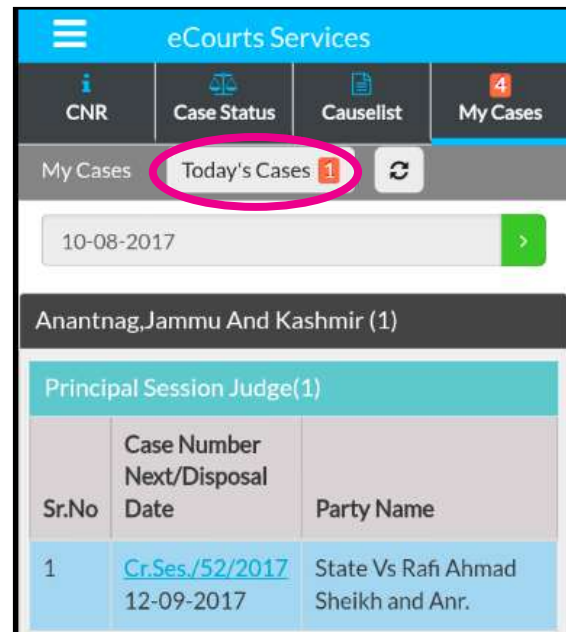 eCourts Services
CNR Case Status Causelist 4 My Cases
My Cases Today's Cases 1
10-08-2017
Anantnag,Jammu And Kashmir (1)
Principal Session Judge(1)
Sr.No Case Number Next/Disposal Date Party Name
1 Cr.Ses./52/2017 State Vs Rafi Ahmad
12-09-2017 Sheikh and Anr.